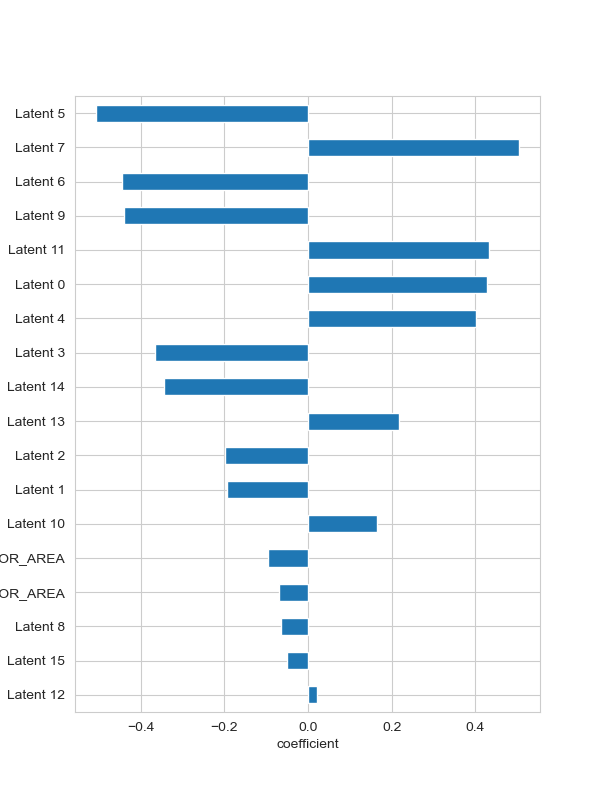 Latent 5
Latent 7
Latent 6
Latent 9
Latent 11
Latent 0
Latent 4
Latent 3
Latent 14
Latent 13
Latent 2
Latent 1
Latent 10
OR_AREA
OR_AREA
Latent 8
Latent 15
Latent 12
−0.4 −0.2 0.0 0.2 0.4
coefficient